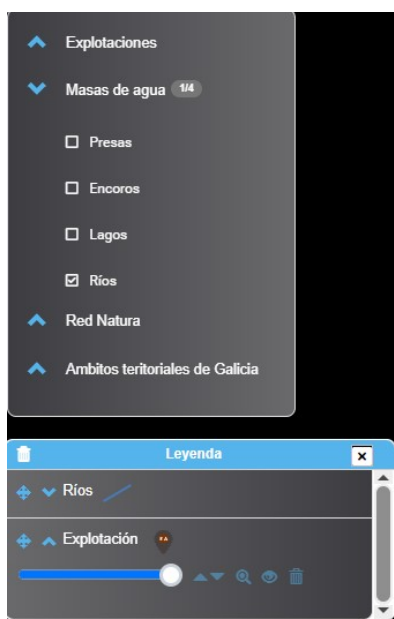 Explotaciones
Masas de agua 1/4
Presas
Encoros
Lagos
Ríos
Red Natura
Ambitos teritoriales de Galicia
Leyenda
Ríos
Explotación